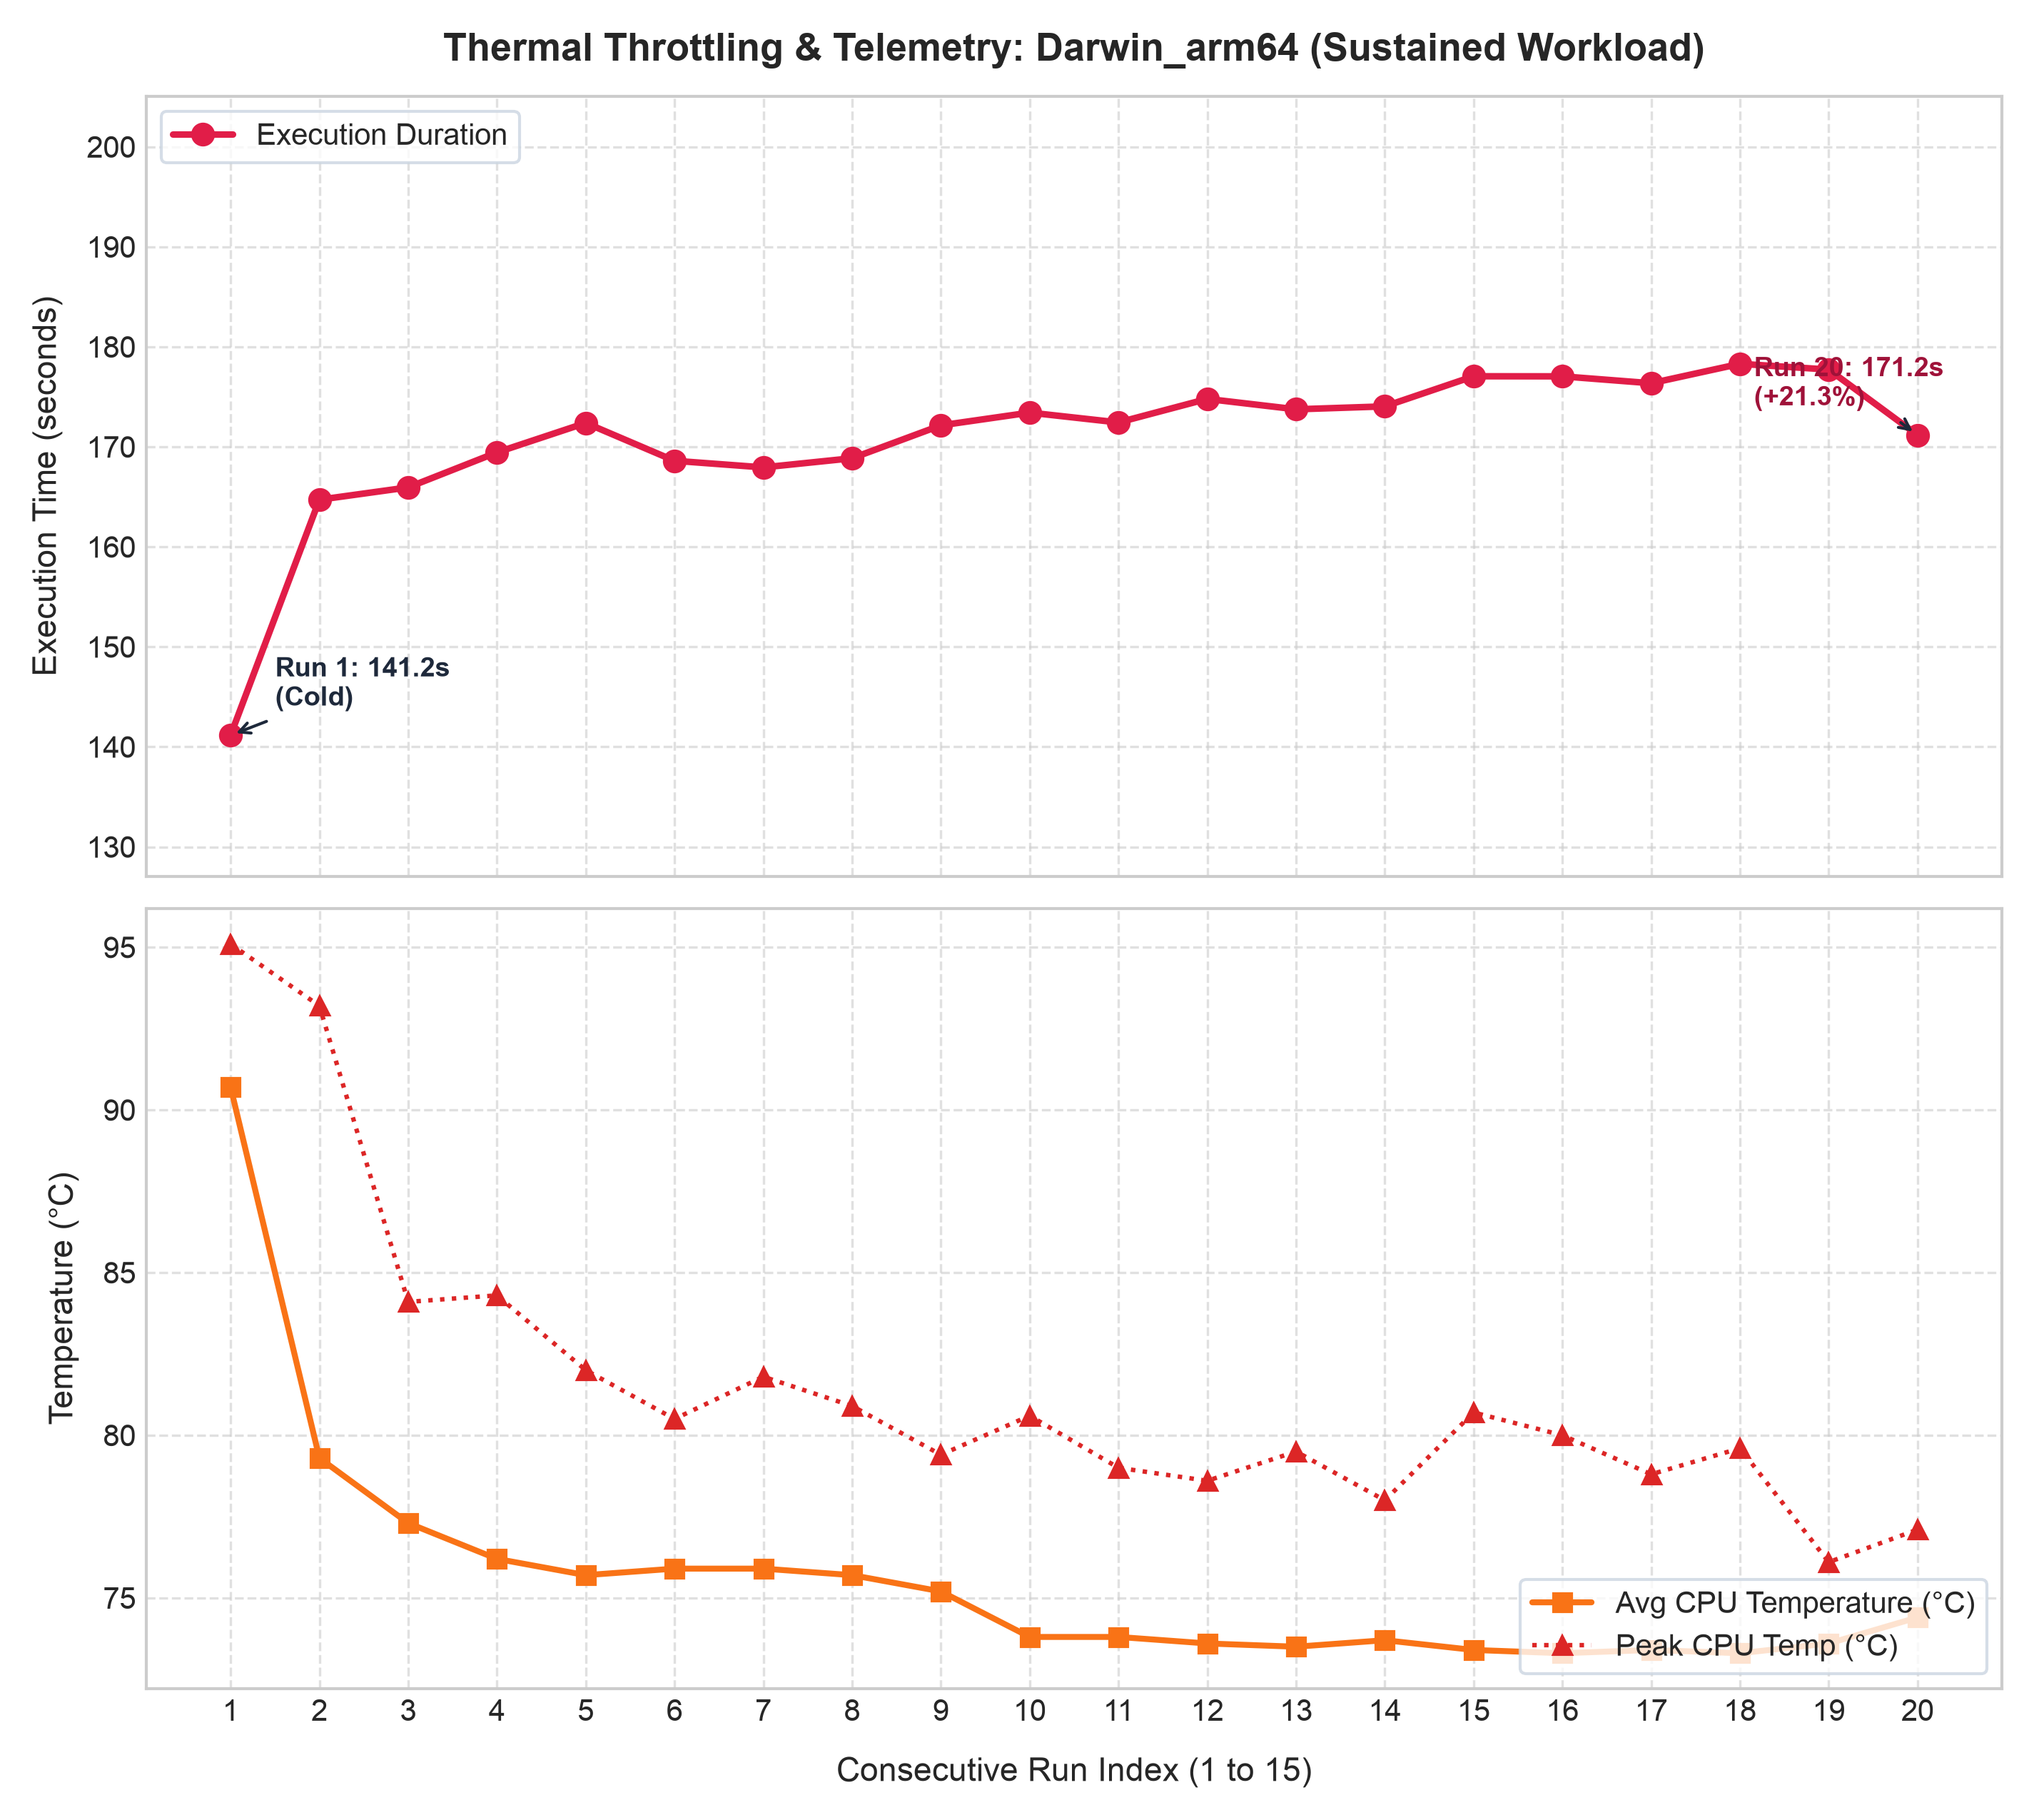 Thermal Throttling & Telemetry: Darwin_arm64 (Sustained Workload)
Execution Duration
200
190
180
170
160
150
140
130
Execution Time (seconds)
Run 20: 171.2s
(+21.3%)
Run 1: 141.2s
(Cold)
95
90
85
80
75
Temperature (°C)
Avg CPU Temperature (°C)
Peak CPU Temp (°C)
1 2 3 4 5 6 7 8 9 10 11 12 13 14 15 16 17 18 19 20
Consecutive Run Index (1 to 15)